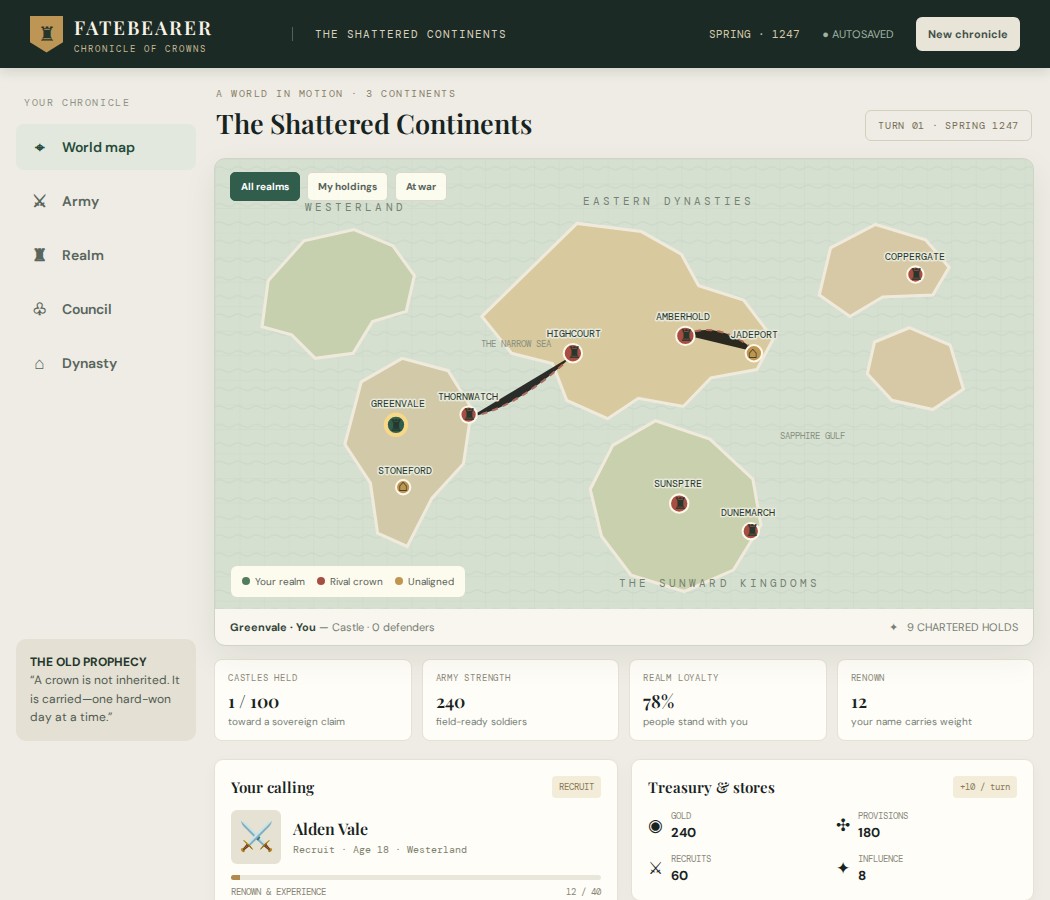 FATEBEARER
CHRONICLE OF CROWNS
THE SHATTERED CONTINENTS
SPRING · 1247
● AUTOSAVED
New chronicle
YOUR CHRONICLE
World map
Army
Realm
Council
Dynasty
THE OLD PROPHECY
“A crown is not inherited. It
is carried—one hard-won
day at a time.”
A WORLD IN MOTION · 3 CONTINENTS
The Shattered Continents
TURN 01 · SPRING 1247
All realms
My holdings
At war
WESTERLAND
EASTERN DYNASTIES
COPPERGATE
AMBERHOLD
JADEPORT
HIGHCOURT
THE NARROW SEA
THORNWATCH
GREENVALE
SAPPHIRE GULF
STONEFORD
SUNSPIRE
DUNEMARCH
THE SUNWARD KINGDOMS
Your realm
Rival crown
Unaligned
Greenvale · You — Castle · 0 defenders
✦ 9 CHARTERED HOLDS
CASTLES HELD
1 / 100
toward a sovereign claim
ARMY STRENGTH
240
field-ready soldiers
REALM LOYALTY
78%
people stand with you
RENOWN
12
your name carries weight
Your calling
RECRUIT
Alden Vale
Recruit · Age 18 · Westerland
RENOWN & EXPERIENCE
12 / 40
Treasury & stores
+10 / turn
GOLD
240
PROVISIONS
180
RECRUITS
60
INFLUENCE
8